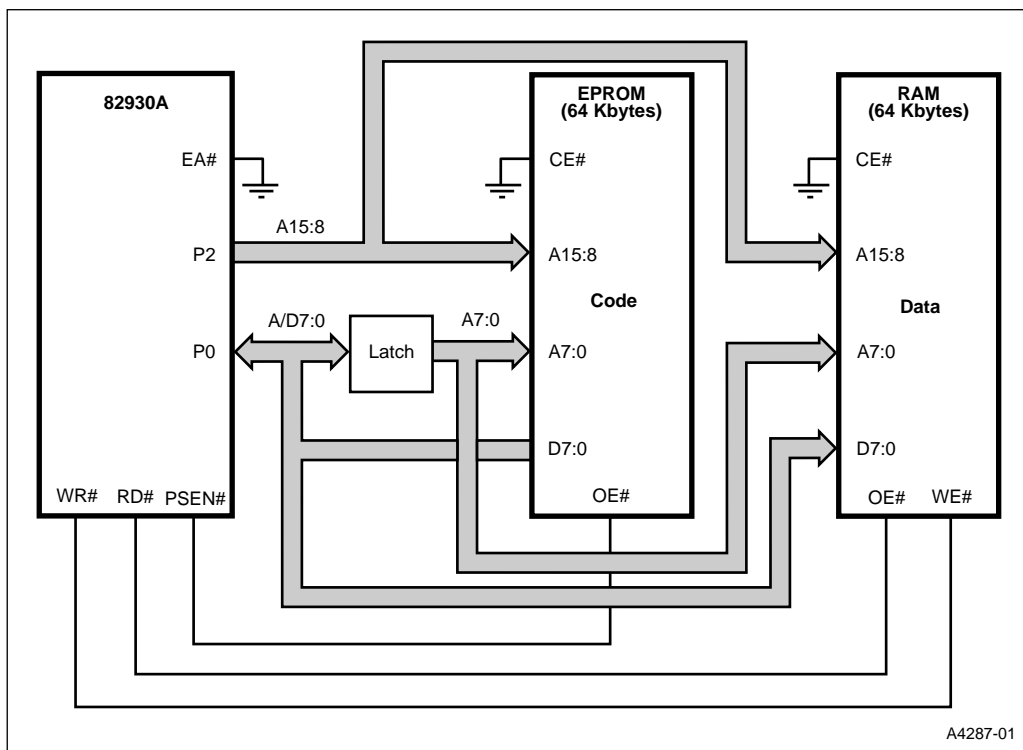 82930A
EA#
A15:8
P2
A/D7:0
P0
WR# RD# PSEN#
Latch
A7:0
EPROM
(64 Kbytes)
CE#
A15:8
Code
A7:0
D7:0
OE#
RAM
(64 Kbytes)
CE#
A15:8
Data
A7:0
D7:0
OE# WE#
A4287-01